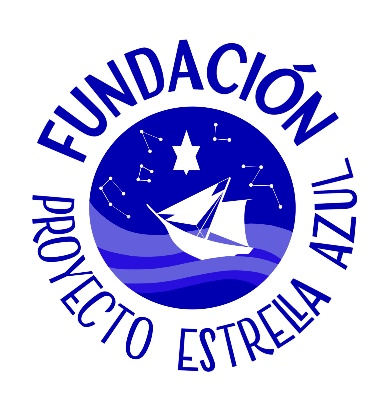 FUNDACIÓN
PROYECTO ESTRELLA AZUL